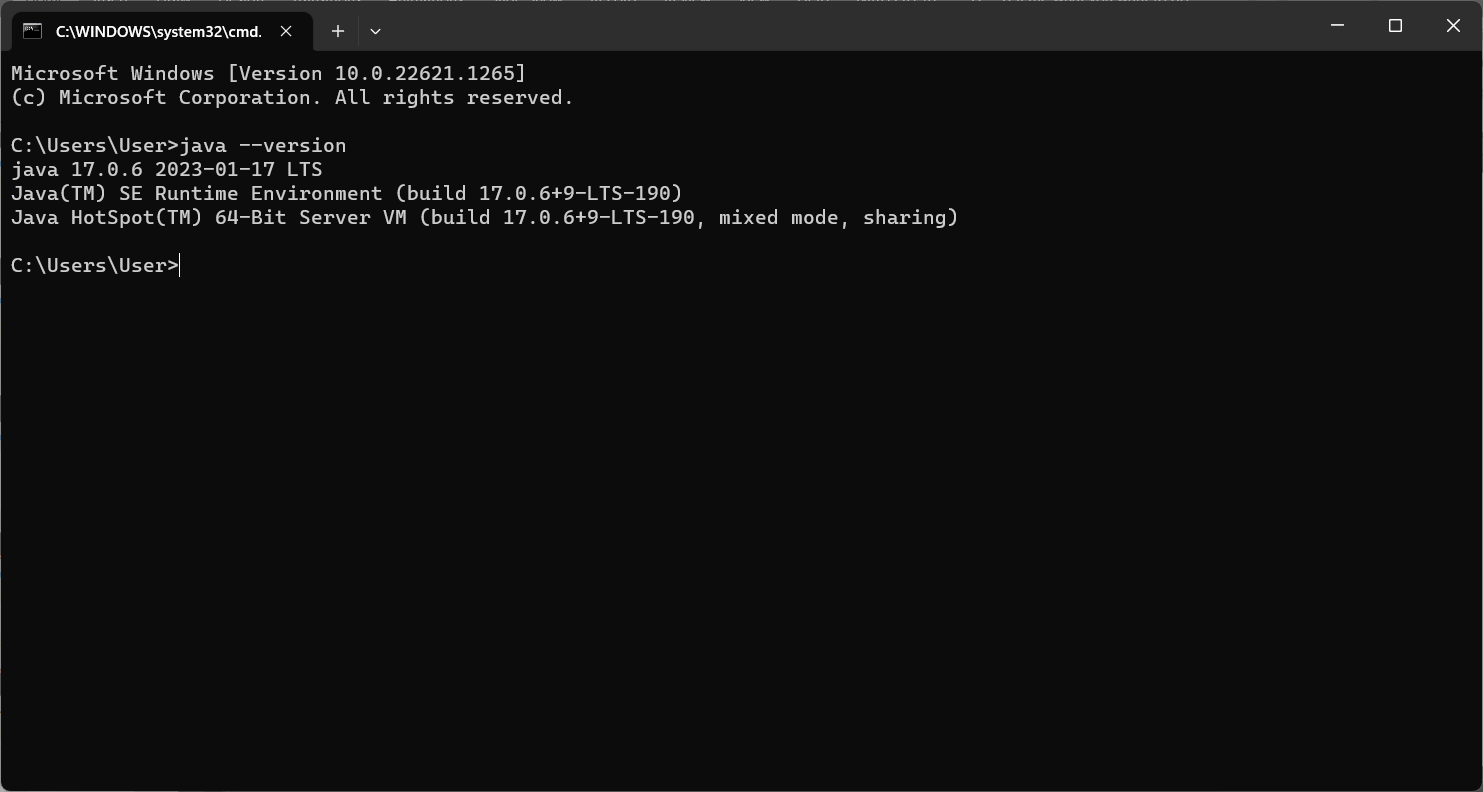 C:\WINDOWS\system32\cmd.
Microsoft Windows [Version 10.0.22621.1265]
(c) Microsoft Corporation. All rights reserved.
C:\Users\User>java --version
java 17.0.6 2023-01-17 LTS
Java(TM) SE Runtime Environment (build 17.0.6+9-LTS-190)
Java HotSpot(TM) 64-Bit Server VM (build 17.0.6+9-LTS-190, mixed mode, sharing)
C:\Users\User>